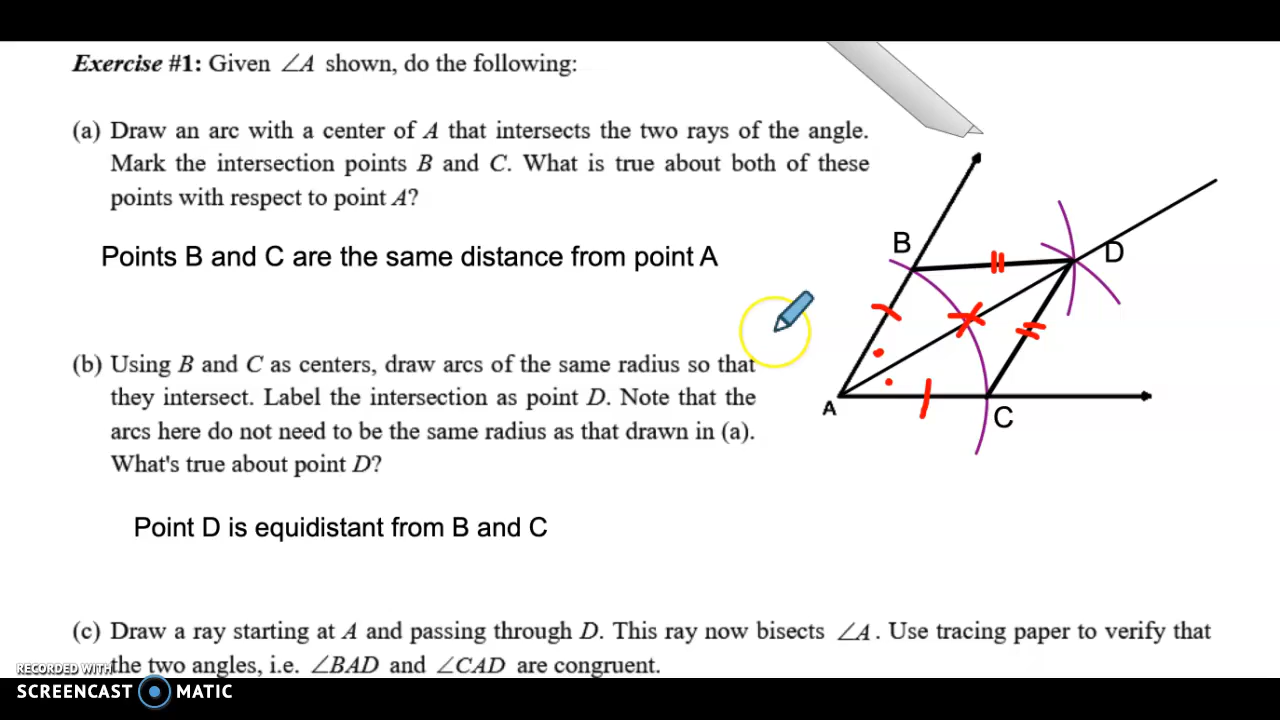 Exercise #1: Given ∠A shown, do the following:
(a) Draw an arc with a center of A that intersects the two rays of the angle.
Mark the intersection points B and C. What is true about both of these
points with respect to point A?
Points B and C are the same distance from point A
B
D
A
C
(b) Using B and C as centers, draw arcs of the same radius so that
they intersect. Label the intersection as point D. Note that the
arcs here do not need to be the same radius as that drawn in (a).
What's true about point D?
Point D is equidistant from B and C
(c) Draw a ray starting at A and passing through D. This ray now bisects ∠A. Use tracing paper to verify that
the two angles, i.e. ∠BAD and ∠CAD are congruent.
RECORDED WITH
SCREENCAST MATIC